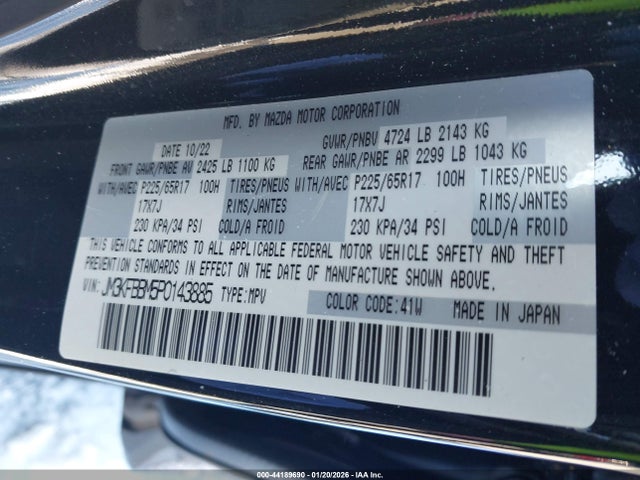 MFD. BY MAZDA MOTOR CORPORATION
DATE 10/22 GVWR/PNBV 4724 LB 2143 KG
FRONT GAWR/PNBE AV 2425 LB 1100 KG REAR GAWR/PNBE AR 2299 LB 1043 KG
WITH/AVEC P225/65R17 100H TIRES/PNEUS WITH/AVEC P225/65R17 100H TIRES/PNEUS
17X7J RIMS/JANTES 17X7J RIMS/JANTES
230 KPA/34 PSI COLD/A FROID 230 KPA/34 PSI COLD/A FROID
THIS VEHICLE CONFORMS TO ALL APPLICABLE FEDERAL MOTOR VEHICLE SAFETY AND THEFT
PREVENTION STANDARDS IN EFFECT ON THE DATE OF MANUFACTURE SHOWN ABOVE.
VIN: JM3KFBBM5P0143885 TYPE:MPV COLOR CODE:41W MADE IN JAPAN
000-44189690 - 01/20/2026 - IAA Inc.